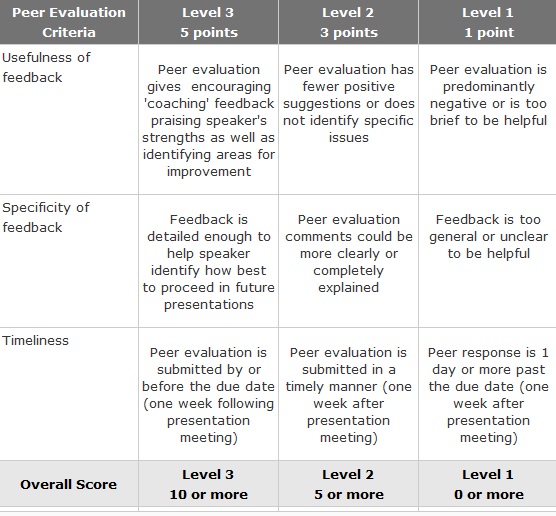 Peer Evaluation
Criteria
Level 3
5 points
Level 2
3 points
Level 1
1 point
Usefulness of
feedback
Peer evaluation
gives  encouraging
'coaching' feedback
praising speaker's
strengths as well as
identifying areas for
improvement
Peer evaluation has
fewer positive
suggestions or does
not identify specific
issues
Peer evaluation is
predominantly
negative or is too
brief to be helpful
Specificity of
feedback
Feedback is
detailed enough to
help speaker
identify how best
to proceed in future
presentations
Peer evaluation
comments could be
more clearly or
completely
explained
Feedback is too
general or unclear
to be helpful
Timeliness
Peer evaluation is
submitted by or
before the due date
(one week following
presentation
meeting)
Peer evaluation is
submitted in a
timely manner (one
week after
presentation
meeting)
Peer response is 1
day or more past
the due date (one
week after
presentation
meeting)
Overall Score
Level 3
10 or more
Level 2
5 or more
Level 1
0 or more